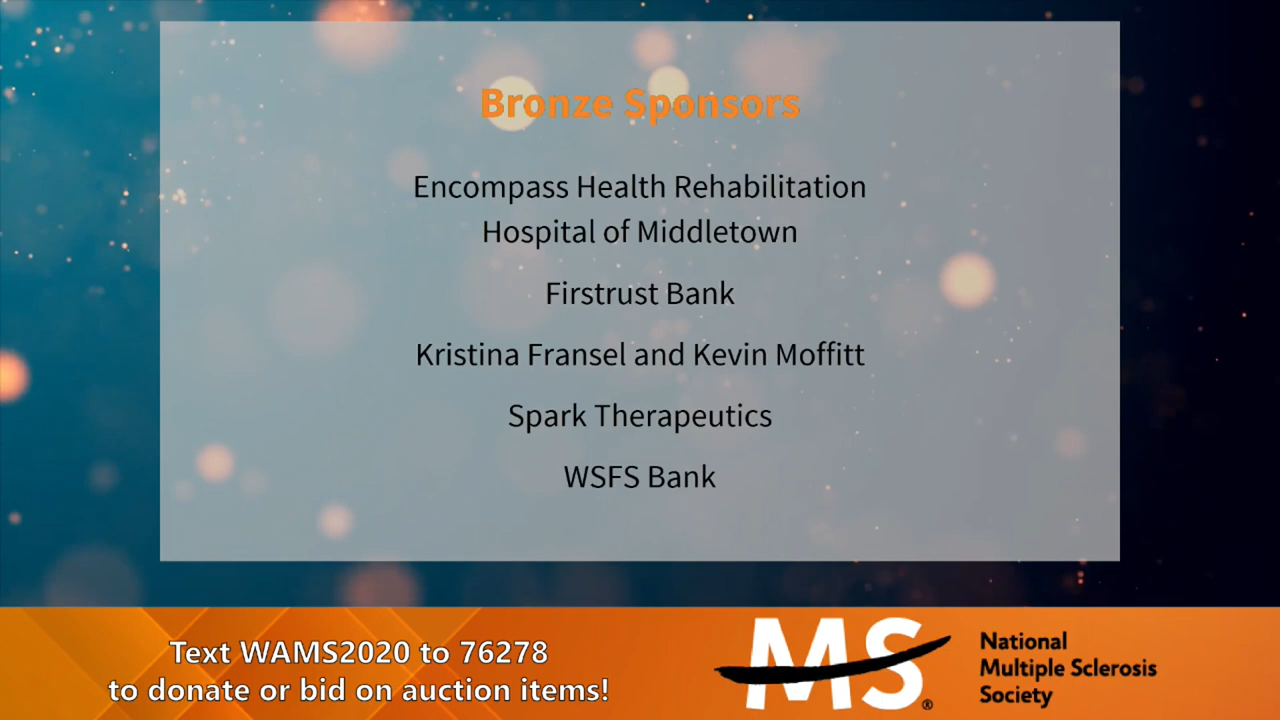 Bronze Sponsors
Encompass Health Rehabilitation
Hospital of Middletown
Firstrust Bank
Kristina Fransel and Kevin Moffitt
Spark Therapeutics
WSFS Bank
Text WAMS2020 to 76278
to donate or bid on auction items!
MS®
National
Multiple Sclerosis
Society